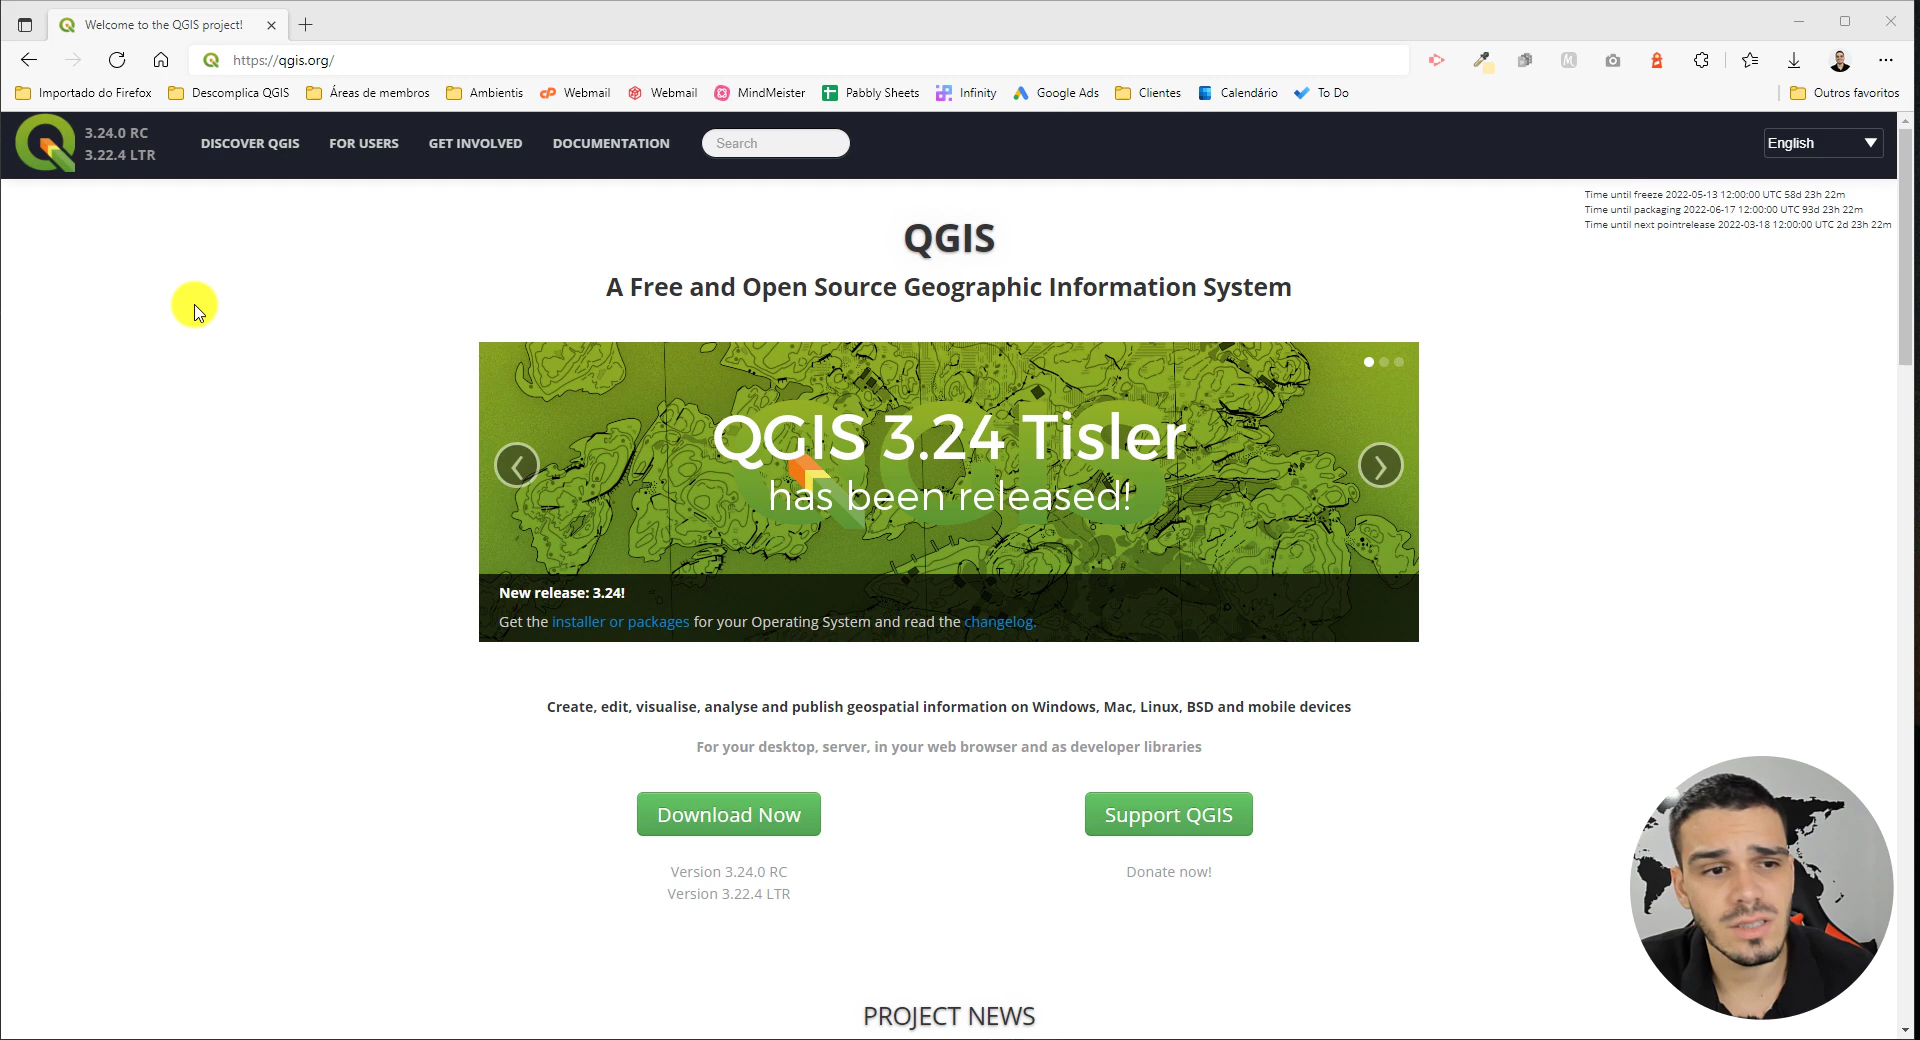 Welcome to the QGIS project!
https://qgis.org/
Importado do Firefox
Descomplica QGIS
Áreas de membros
Ambientis
Webmail
Webmail
MindMeister
Pabbly Sheets
Infinity
Google Ads
Clientes
Calendário
To Do
Outros favoritos
3.24.0 RC
3.22.4 LTR
DISCOVER QGIS
FOR USERS
GET INVOLVED
DOCUMENTATION
Search
English
Time until freeze 2022-05-13 12:00:00 UTC 58d 23h 22m
Time until packaging 2022-06-17 12:00:00 UTC 93d 23h 22m
Time until next pointrelease 2022-03-18 12:00:00 UTC 2d 23h 22m
QGIS
A Free and Open Source Geographic Information System
QGIS 3.24 Tisler
has been released!
New release: 3.24!
Get the installer or packages for your Operating System and read the changelog.
Create, edit, visualise, analyse and publish geospatial information on Windows, Mac, Linux, BSD and mobile devices
For your desktop, server, in your web browser and as developer libraries
Download Now
Support QGIS
Version 3.24.0 RC
Version 3.22.4 LTR
Donate now!
PROJECT NEWS